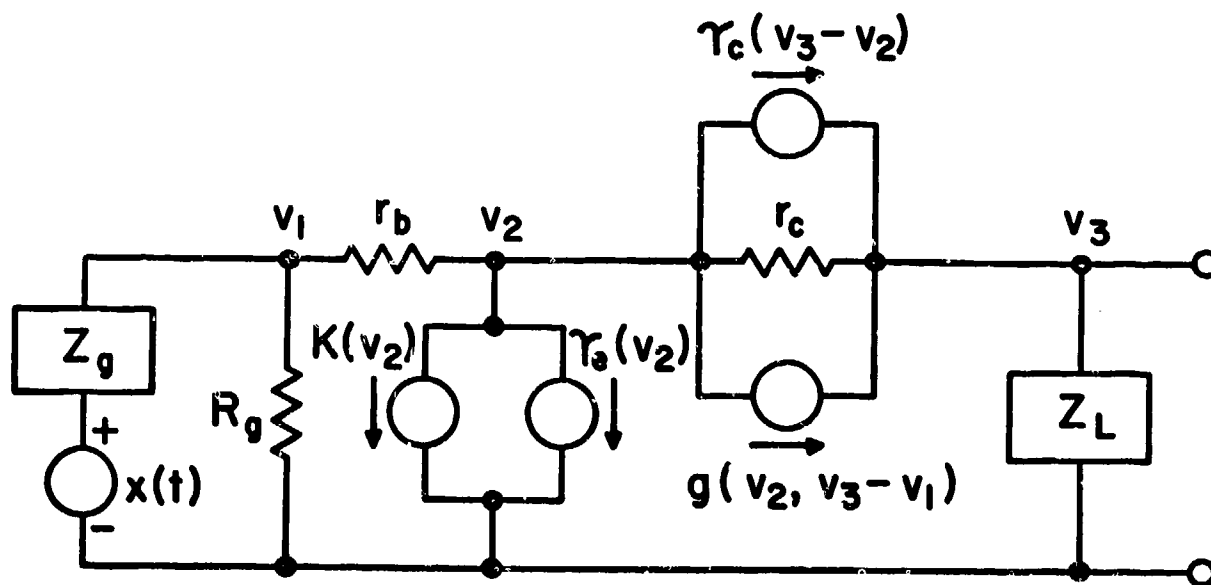 γc(v3−v2)
v1
rb
v2
rc
v3
Zg
K(v2)
γe(v2)
Rg
ZL
+
x(t)
−
g(v2, v3−v1)